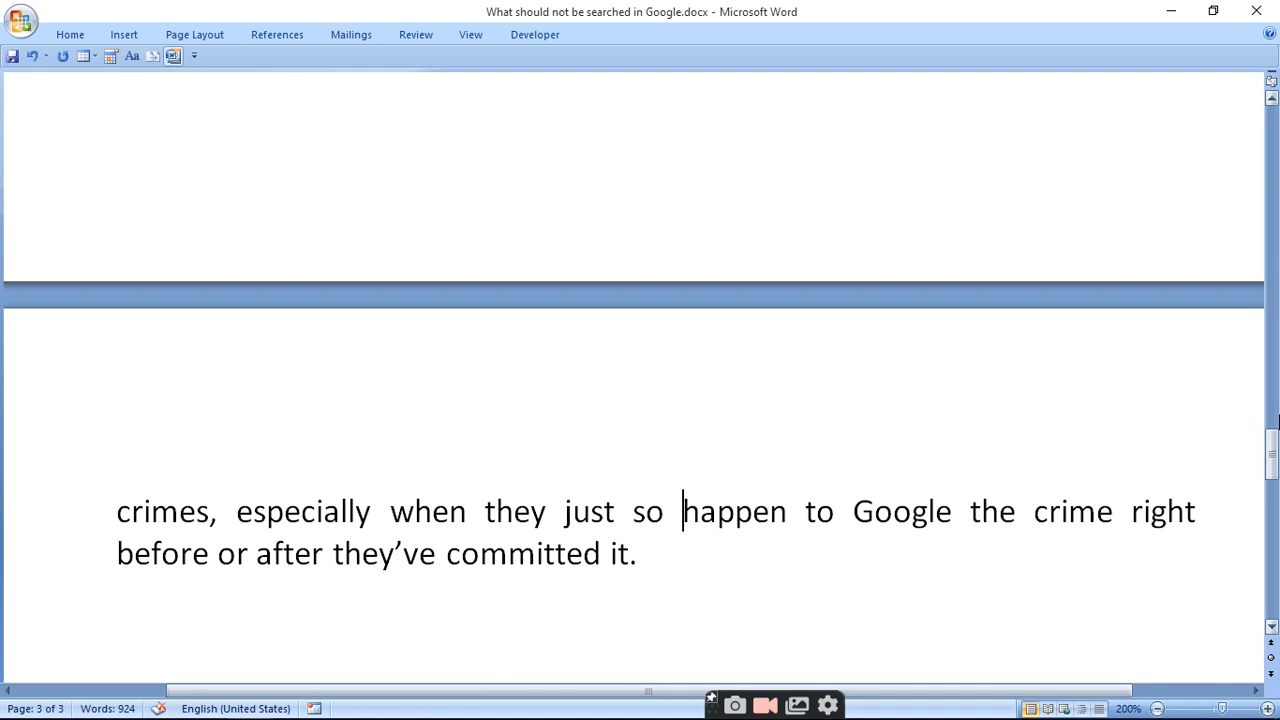 What should not be searched in Google.docx - Microsoft Word
Home Insert Page Layout References Mailings Review View Developer
Aa
crimes, especially when they just so happen to Google the crime right
before or after they’ve committed it.
Page: 3 of 3 Words: 923 English (United States) 200%